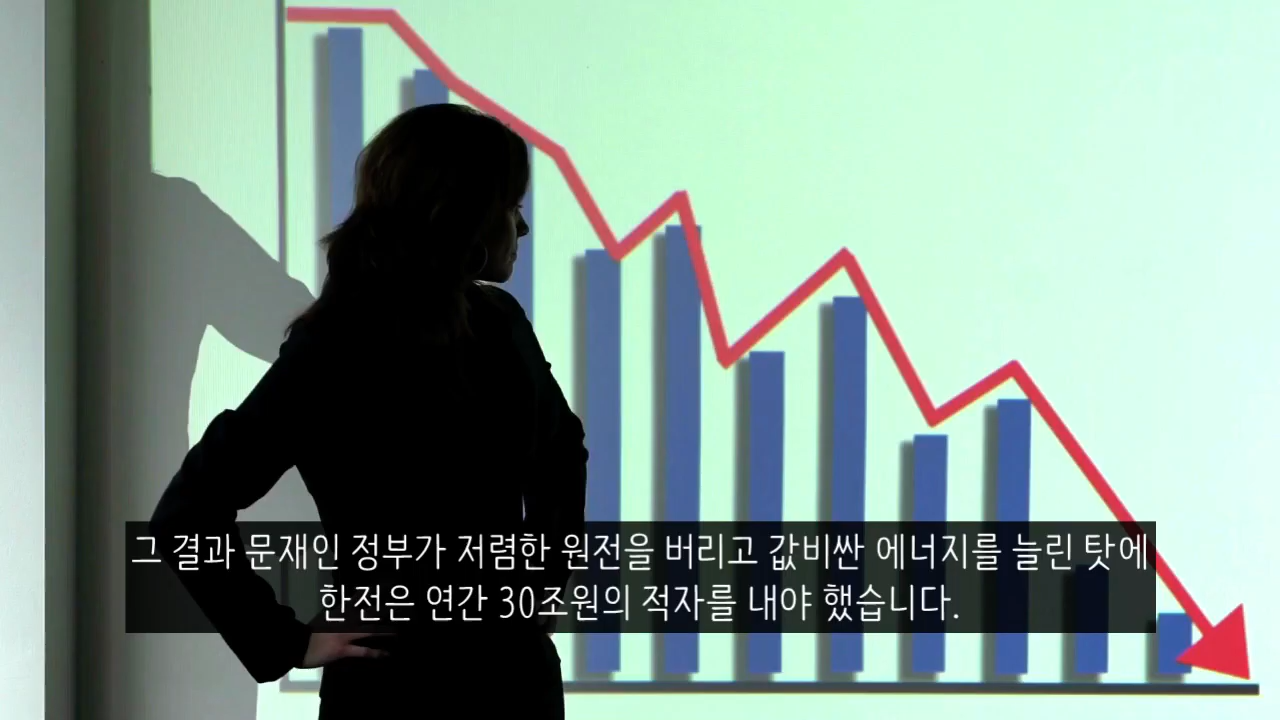 그 결과 문재인 정부가 저렴한 원전을 버리고 값비싼 에너지를 늘린 탓에
한전은 연간 30조원의 적자를 내야 했습니다.